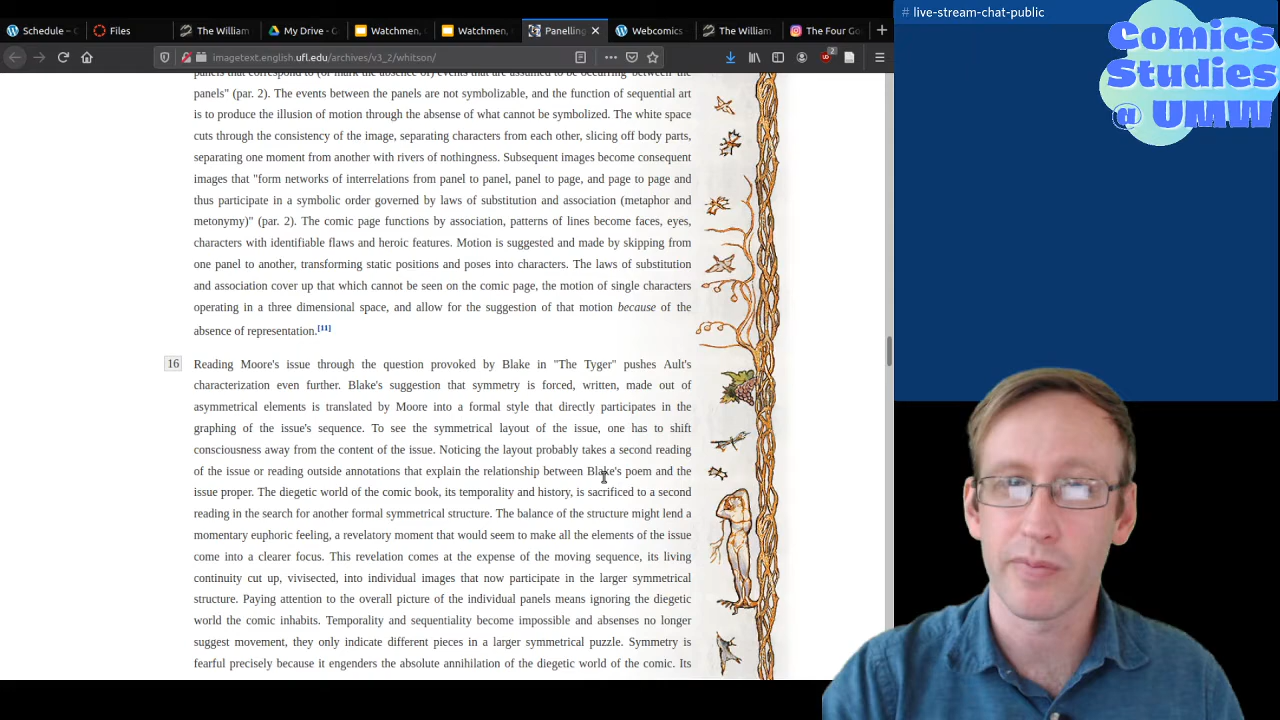 Schedule –
Files
The William
My Drive - G
Watchmen,
Watchmen,
Panelling
Webcomics
The William
The Four Go
imagetext.english.ufl.edu/archives/v3_2/whitson/
2
# live-stream-chat-public
Comics
Studies
@ UMW
panels that correspond to (or mark the absence of) events that are assumed to be occurring 'between the
panels" (par. 2). The events between the panels are not symbolizable, and the function of sequential art
is to produce the illusion of motion through the absense of what cannot be symbolized. The white space
cuts through the consistency of the image, separating characters from each other, slicing off body parts,
separating one moment from another with rivers of nothingness. Subsequent images become consequent
images that "form networks of interrelations from panel to panel, panel to page, and page to page and
thus participate in a symbolic order governed by laws of substitution and association (metaphor and
metonymy)" (par. 2). The comic page functions by association, patterns of lines become faces, eyes,
characters with identifiable flaws and heroic features. Motion is suggested and made by skipping from
one panel to another, transforming static positions and poses into characters. The laws of substitution
and association cover up that which cannot be seen on the comic page, the motion of single characters
operating in a three dimensional space, and allow for the suggestion of that motion because of the
absence of representation.[11]
16
Reading Moore's issue through the question provoked by Blake in "The Tyger" pushes Ault's
characterization even further. Blake's suggestion that symmetry is forced, written, made out of
asymmetrical elements is translated by Moore into a formal style that directly participates in the
graphing of the issue's sequence. To see the symmetrical layout of the issue, one has to shift
consciousness away from the content of the issue. Noticing the layout probably takes a second reading
of the issue or reading outside annotations that explain the relationship between Blake's poem and the
issue proper. The diegetic world of the comic book, its temporality and history, is sacrificed to a second
reading in the search for another formal symmetrical structure. The balance of the structure might lend a
momentary euphoric feeling, a revelatory moment that would seem to make all the elements of the issue
come into a clearer focus. This revelation comes at the expense of the moving sequence, its living
continuity cut up, vivisected, into individual images that now participate in the larger symmetrical
structure. Paying attention to the overall picture of the individual panels means ignoring the diegetic
world the comic inhabits. Temporality and sequentiality become impossible and absences no longer
suggest movement, they only indicate different pieces in a larger symmetrical puzzle. Symmetry is
fearful precisely because it engenders the absolute annihilation of the diegetic world of the comic. Its